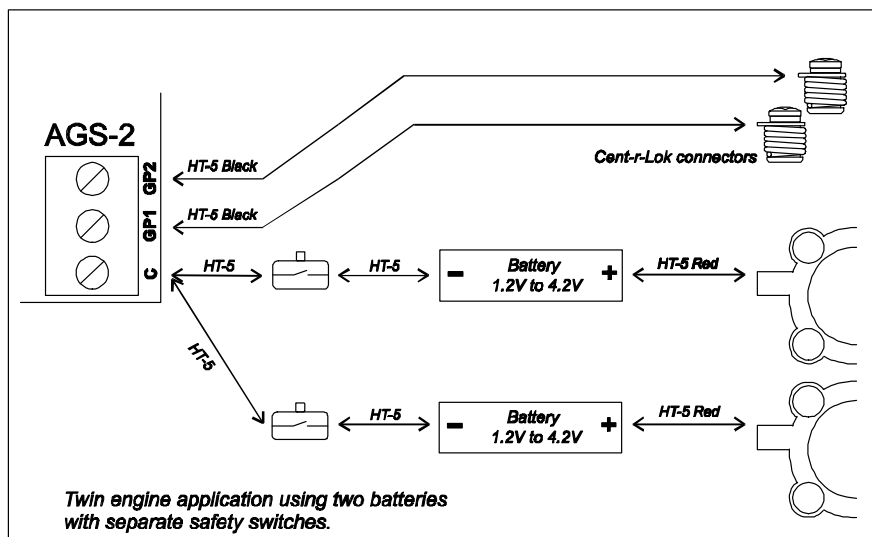 AGS-2
GP2
HT-5 Black
GP1
HT-5 Black
Cent-r-Lok connectors
C
HT-5
HT-5
– Battery +
1.2V to 4.2V
HT-5 Red
HT-5
HT-5
– Battery +
1.2V to 4.2V
HT-5 Red
Twin engine application using two batteries
with separate safety switches.